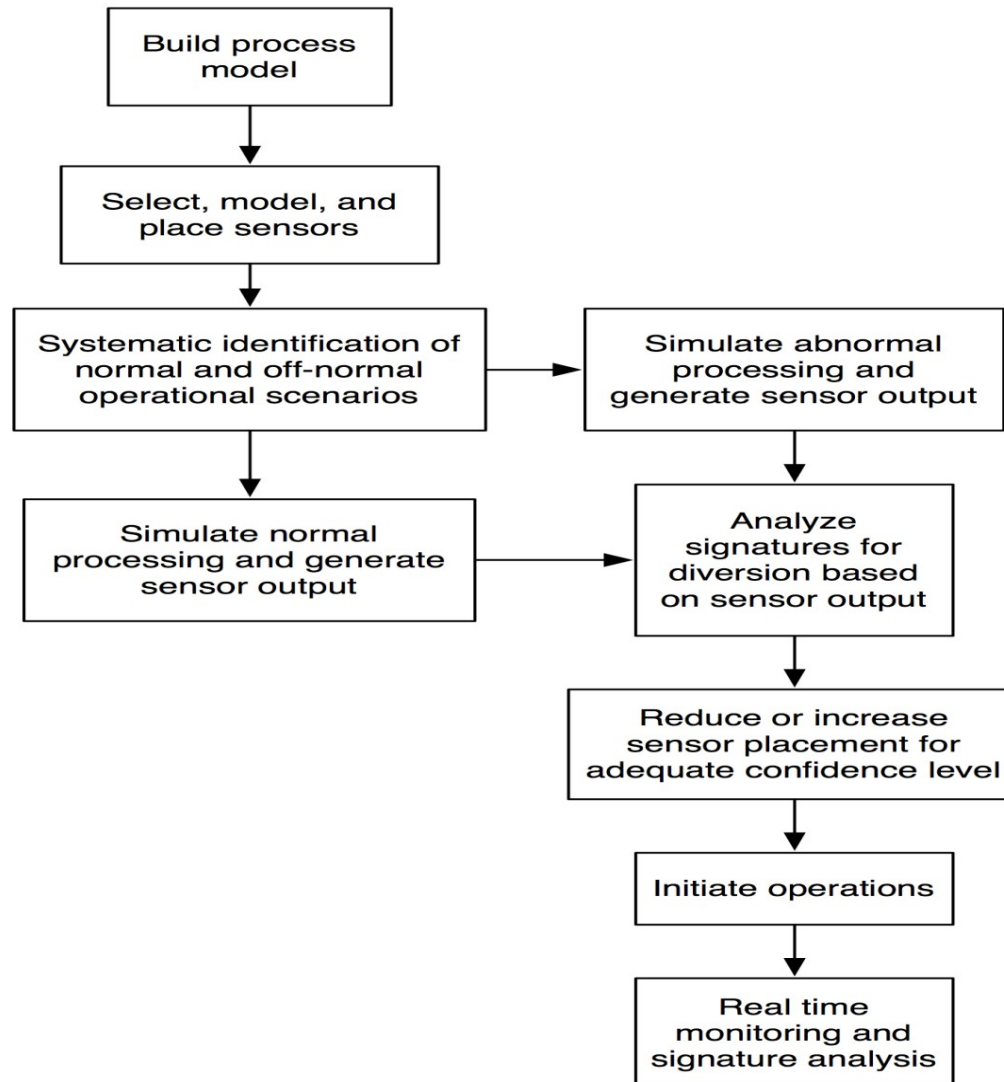 Build process
model
Select, model, and
place sensors
Systematic identification of
normal and off-normal
operational scenarios
Simulate abnormal
processing and
generate sensor output
Simulate normal
processing and generate
sensor output
Analyze
signatures for
diversion based
on sensor output
Reduce or increase
sensor placement for
adequate confidence level
Initiate operations
Real time
monitoring and
signature analysis